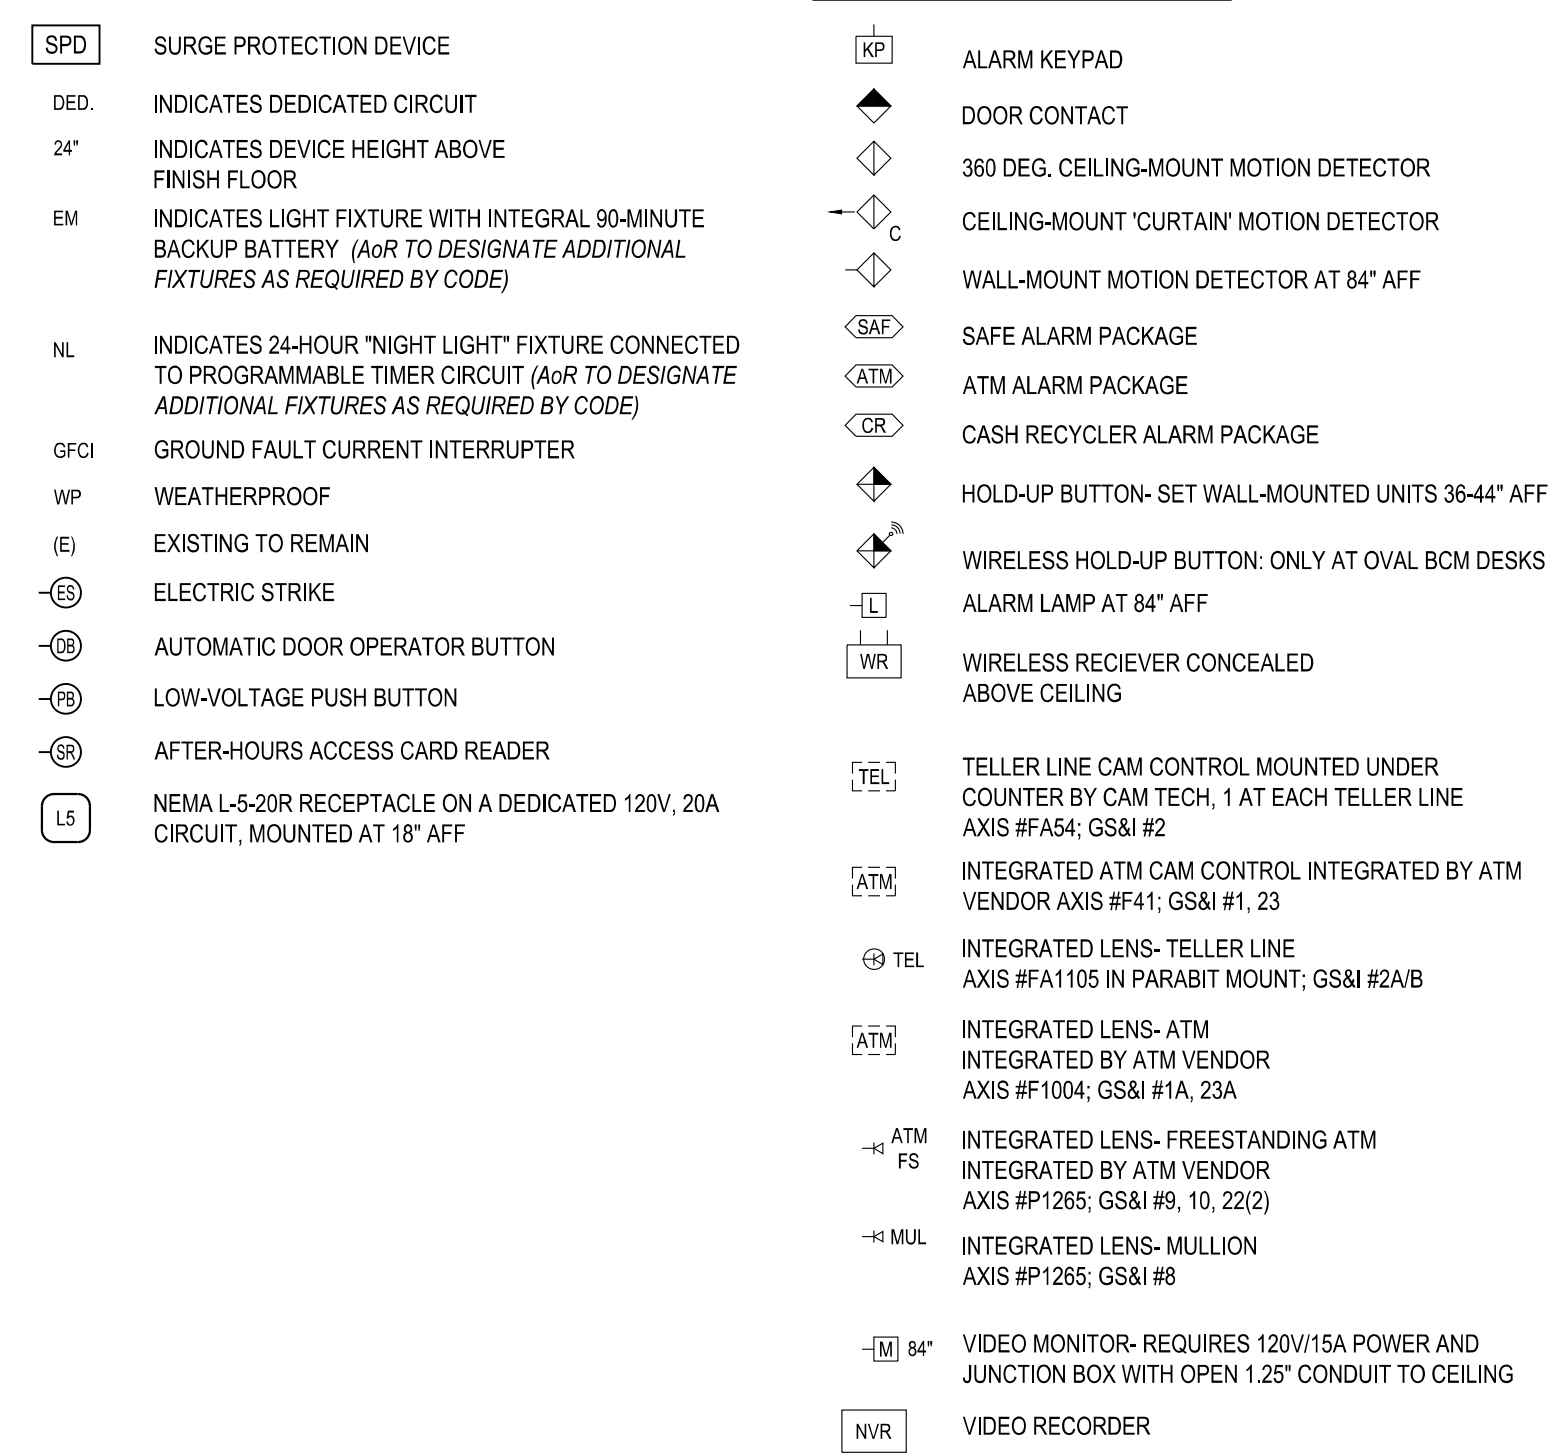 SPD SURGE PROTECTION DEVICE
DED. INDICATES DEDICATED CIRCUIT
24" INDICATES DEVICE HEIGHT ABOVE
FINISH FLOOR
EM INDICATES LIGHT FIXTURE WITH INTEGRAL 90-MINUTE
BACKUP BATTERY (AoR TO DESIGNATE ADDITIONAL
FIXTURES AS REQUIRED BY CODE)
NL INDICATES 24-HOUR "NIGHT LIGHT" FIXTURE CONNECTED
TO PROGRAMMABLE TIMER CIRCUIT (AoR TO DESIGNATE
ADDITIONAL FIXTURES AS REQUIRED BY CODE)
GFCI GROUND FAULT CURRENT INTERRUPTER
WP WEATHERPROOF
(E) EXISTING TO REMAIN
ES ELECTRIC STRIKE
DB AUTOMATIC DOOR OPERATOR BUTTON
PB LOW-VOLTAGE PUSH BUTTON
SR AFTER-HOURS ACCESS CARD READER
L5 NEMA L-5-20R RECEPTACLE ON A DEDICATED 120V, 20A
CIRCUIT, MOUNTED AT 18" AFF
KP ALARM KEYPAD
DOOR CONTACT
360 DEG. CEILING-MOUNT MOTION DETECTOR
C CEILING-MOUNT 'CURTAIN' MOTION DETECTOR
WALL-MOUNT MOTION DETECTOR AT 84" AFF
SAF SAFE ALARM PACKAGE
ATM ATM ALARM PACKAGE
CR CASH RECYCLER ALARM PACKAGE
HOLD-UP BUTTON- SET WALL-MOUNTED UNITS 36-44" AFF
WIRELESS HOLD-UP BUTTON: ONLY AT OVAL BCM DESKS
L ALARM LAMP AT 84" AFF
WR WIRELESS RECIEVER CONCEALED
ABOVE CEILING
TEL TELLER LINE CAM CONTROL MOUNTED UNDER
COUNTER BY CAM TECH, 1 AT EACH TELLER LINE
AXIS #FA54; GS&I #2
ATM INTEGRATED ATM CAM CONTROL INTEGRATED BY ATM
VENDOR AXIS #F41; GS&I #1, 23
TEL INTEGRATED LENS- TELLER LINE
AXIS #FA1105 IN PARABIT MOUNT; GS&I #2A/B
ATM INTEGRATED LENS- ATM
INTEGRATED BY ATM VENDOR
AXIS #F1004; GS&I #1A, 23A
ATM INTEGRATED LENS- FREESTANDING ATM
FS INTEGRATED BY ATM VENDOR
AXIS #P1265; GS&I #9, 10, 22(2)
MUL INTEGRATED LENS- MULLION
AXIS #P1265; GS&I #8
M 84" VIDEO MONITOR- REQUIRES 120V/15A POWER AND
JUNCTION BOX WITH OPEN 1.25" CONDUIT TO CEILING
NVR VIDEO RECORDER